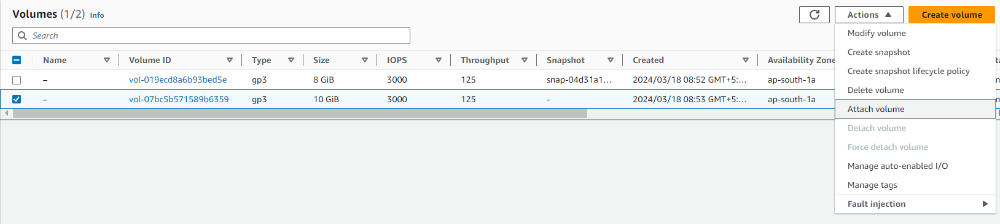 Volumes (1/2) Info
Actions
Create volume
Search
Name Volume ID Type Size IOPS Throughput Snapshot Created Availability Zone
– vol-019ecd8a6b93bed5e gp3 8 GiB 3000 125 snap-04d31a1... 2024/03/18 08:52 GMT+5:... ap-south-1a
– vol-07bc5b571589b6359 gp3 10 GiB 3000 125 - 2024/03/18 08:53 GMT+5:... ap-south-1a
Modify volume
Create snapshot
Create snapshot lifecycle policy
Delete volume
Attach volume
Detach volume
Force detach volume
Manage auto-enabled I/O
Manage tags
Fault injection